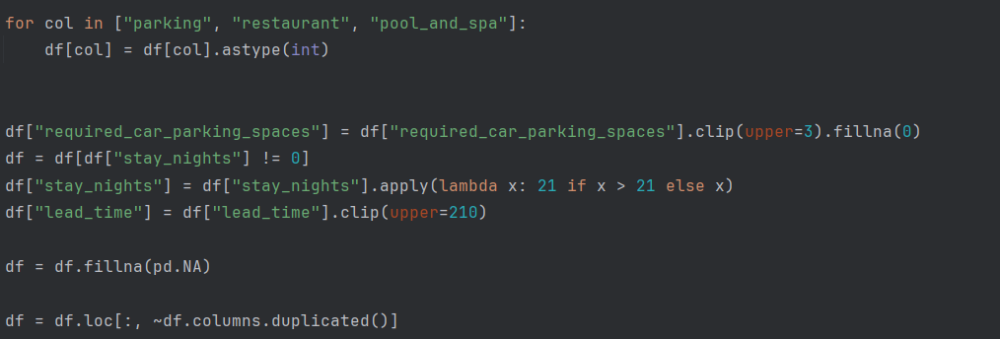 for col in ["parking", "restaurant", "pool_and_spa"]:
    df[col] = df[col].astype(int)
df["required_car_parking_spaces"] = df["required_car_parking_spaces"].clip(upper=3).fillna(0)
df = df[df["stay_nights"] != 0]
df["stay_nights"] = df["stay_nights"].apply(lambda x: 21 if x > 21 else x)
df["lead_time"] = df["lead_time"].clip(upper=210)
df = df.fillna(pd.NA)
df = df.loc[:, ~df.columns.duplicated()]